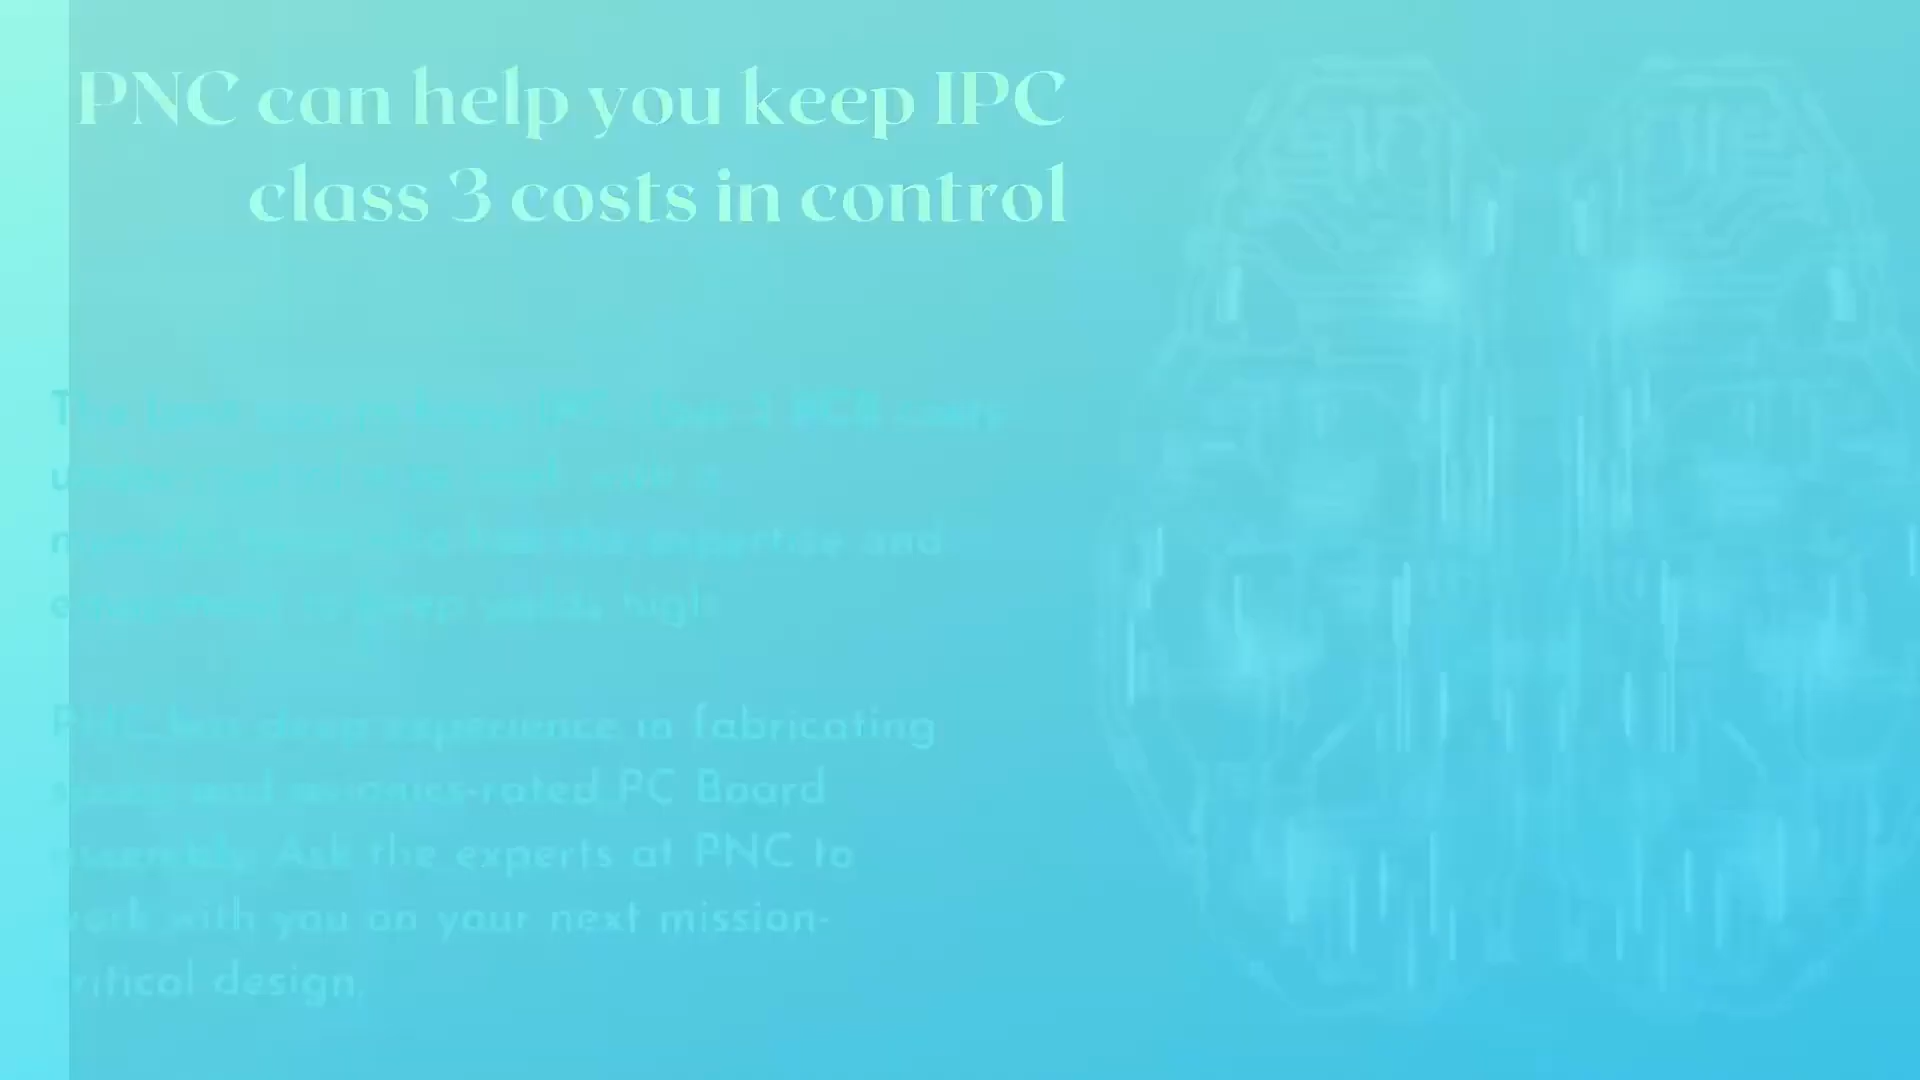 PNC can help you keep IPC
class 3 costs in control
The best way to keep IPC class 3 PCB costs
under control is to work with a
who has the expertise and
equipment to keep yields high
PNC has deep experience in fabricating
and avionics-rated PC Board
assembly. Ask the experts at PNC to
work with you on your next mission-
critical design.